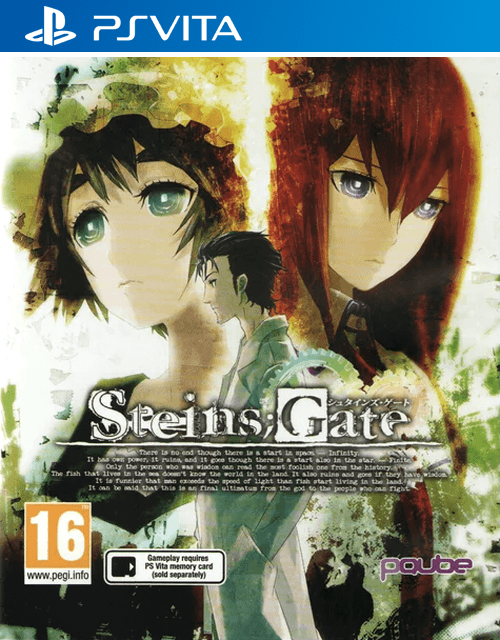 PSVITA
Steins;Gate
シュタインズ・ゲート
There is no end though there is a start in space. — Infinity.
It has own power, it ruins, and it goes though there is a start also in the star. — Finite.
Only the person who was wisdom can read the most foolish one from the history.
The fish that lives in the sea doesn't know the world in the land. It also ruins and goes if they have wisdom.
It is funnier that man exceeds the speed of light than fish start living in the land.
It can be said that this is an final ultimatum from the god to the people who can fight.
16
www.pegi.info
Gameplay requires
PS Vita memory card
(sold separately)
pqube